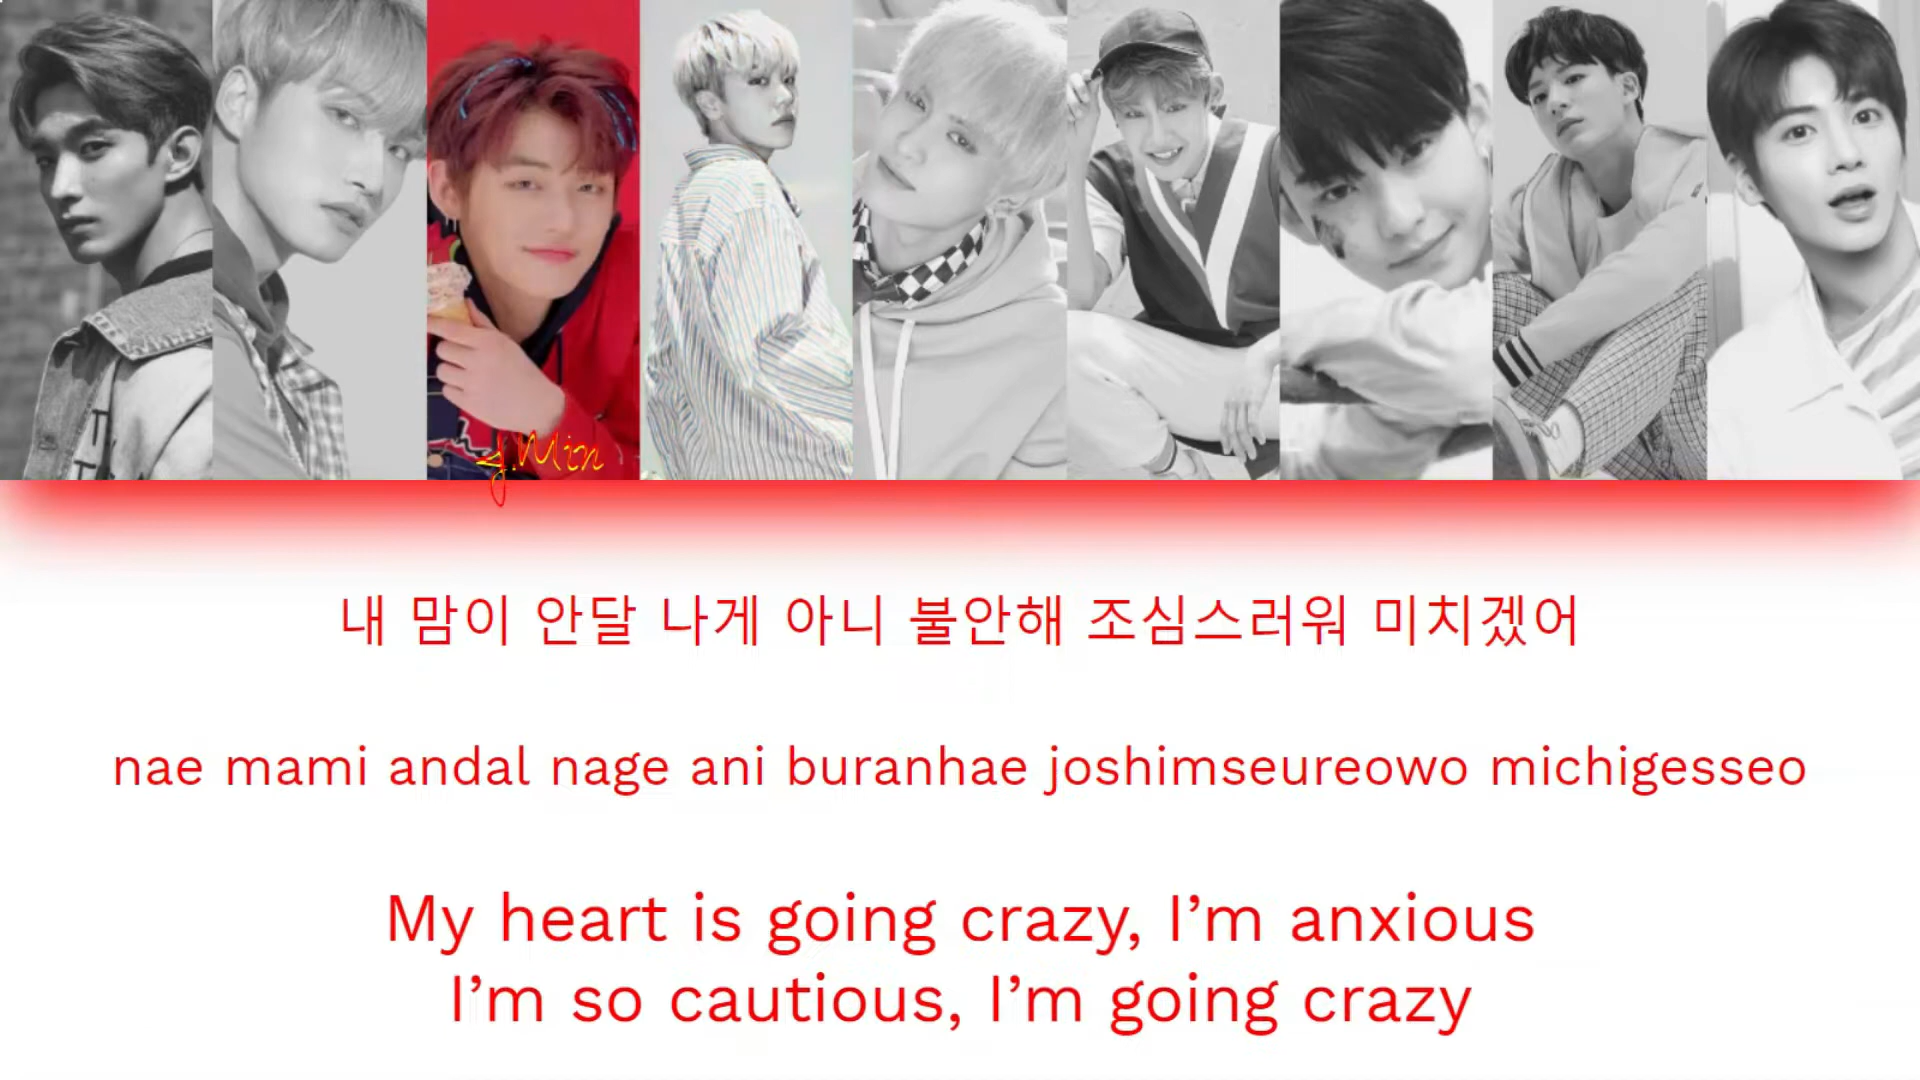 J.Min
내 맘이 안달 나게 아니 불안해 조심스러워 미치겠어
nae mami andal nage ani buranhae joshimseureowo michigesseo
My heart is going crazy, I’m anxious
I’m so cautious, I’m going crazy